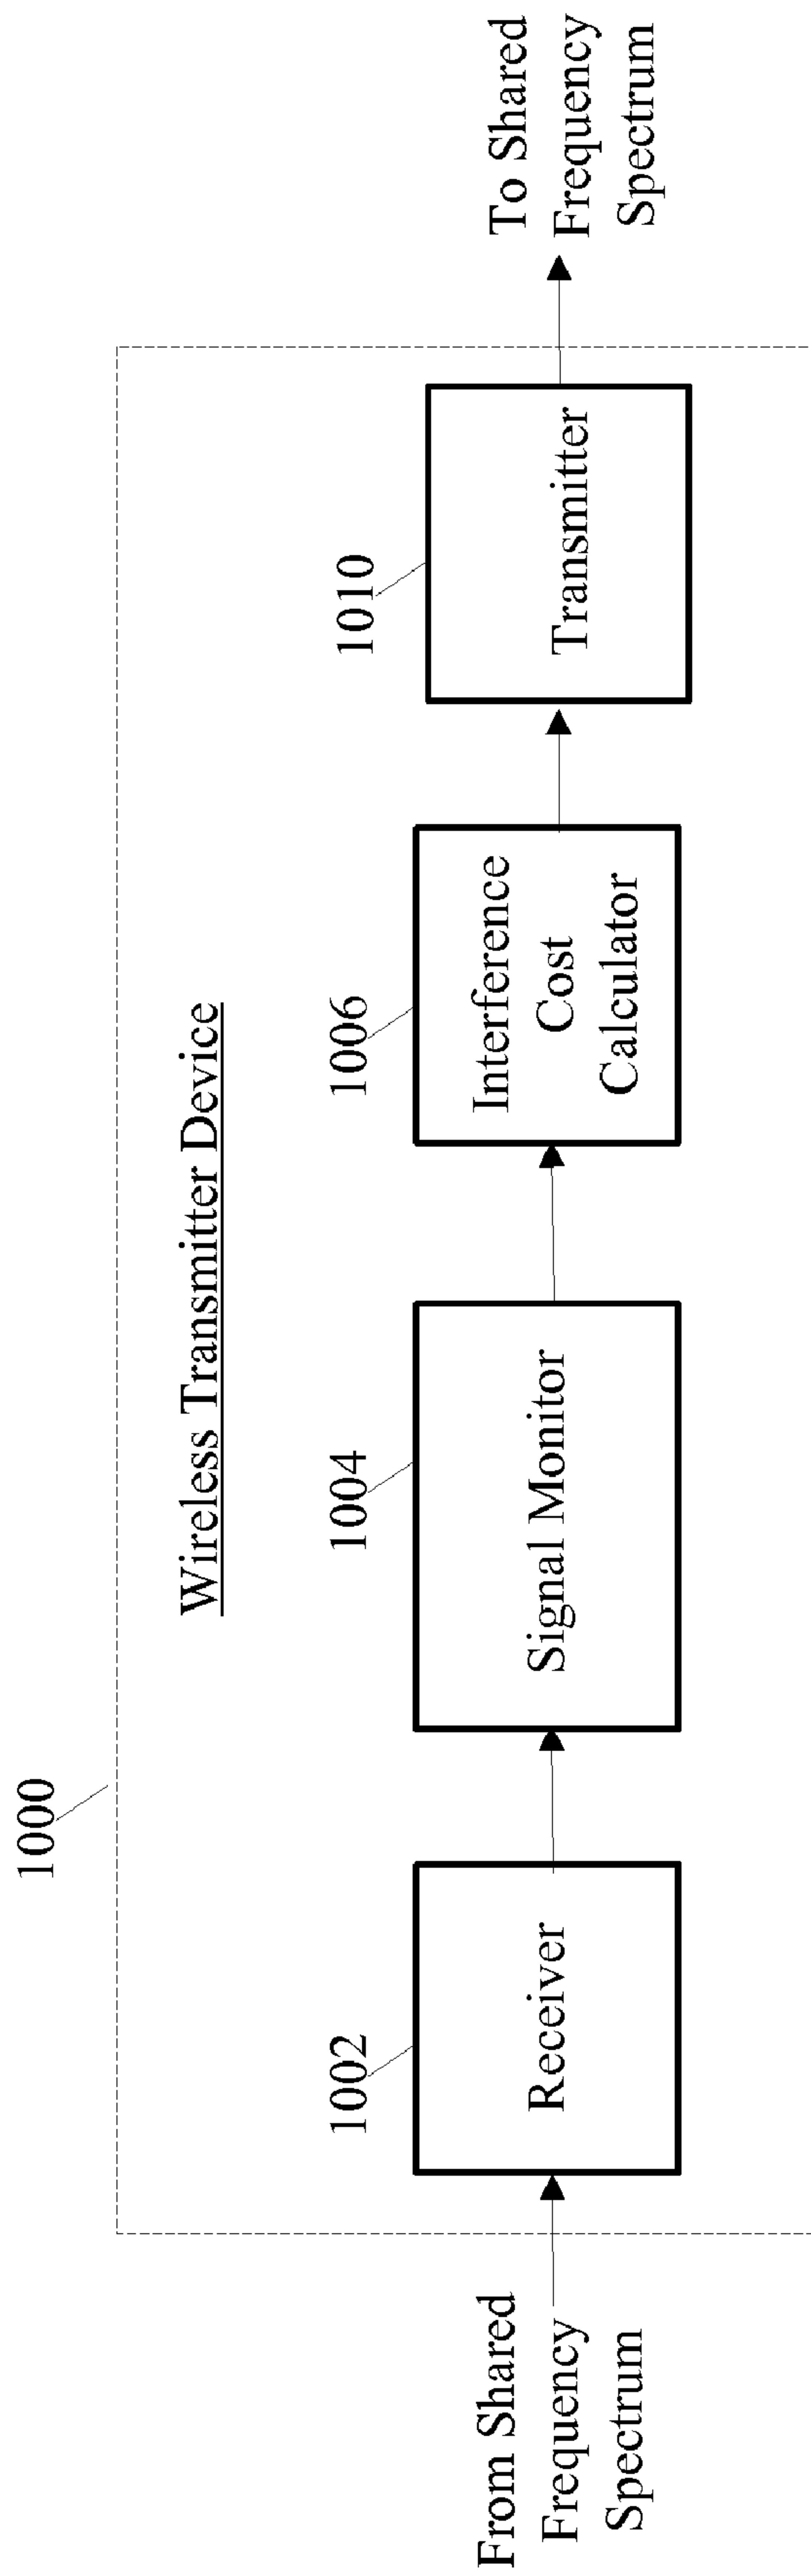 1000
Wireless Transmitter Device
1002
1004
1006
1010
From Shared
Frequency
Spectrum
Receiver
Signal Monitor
Interference
Cost
Calculator
Transmitter
To Shared
Frequency
Spectrum